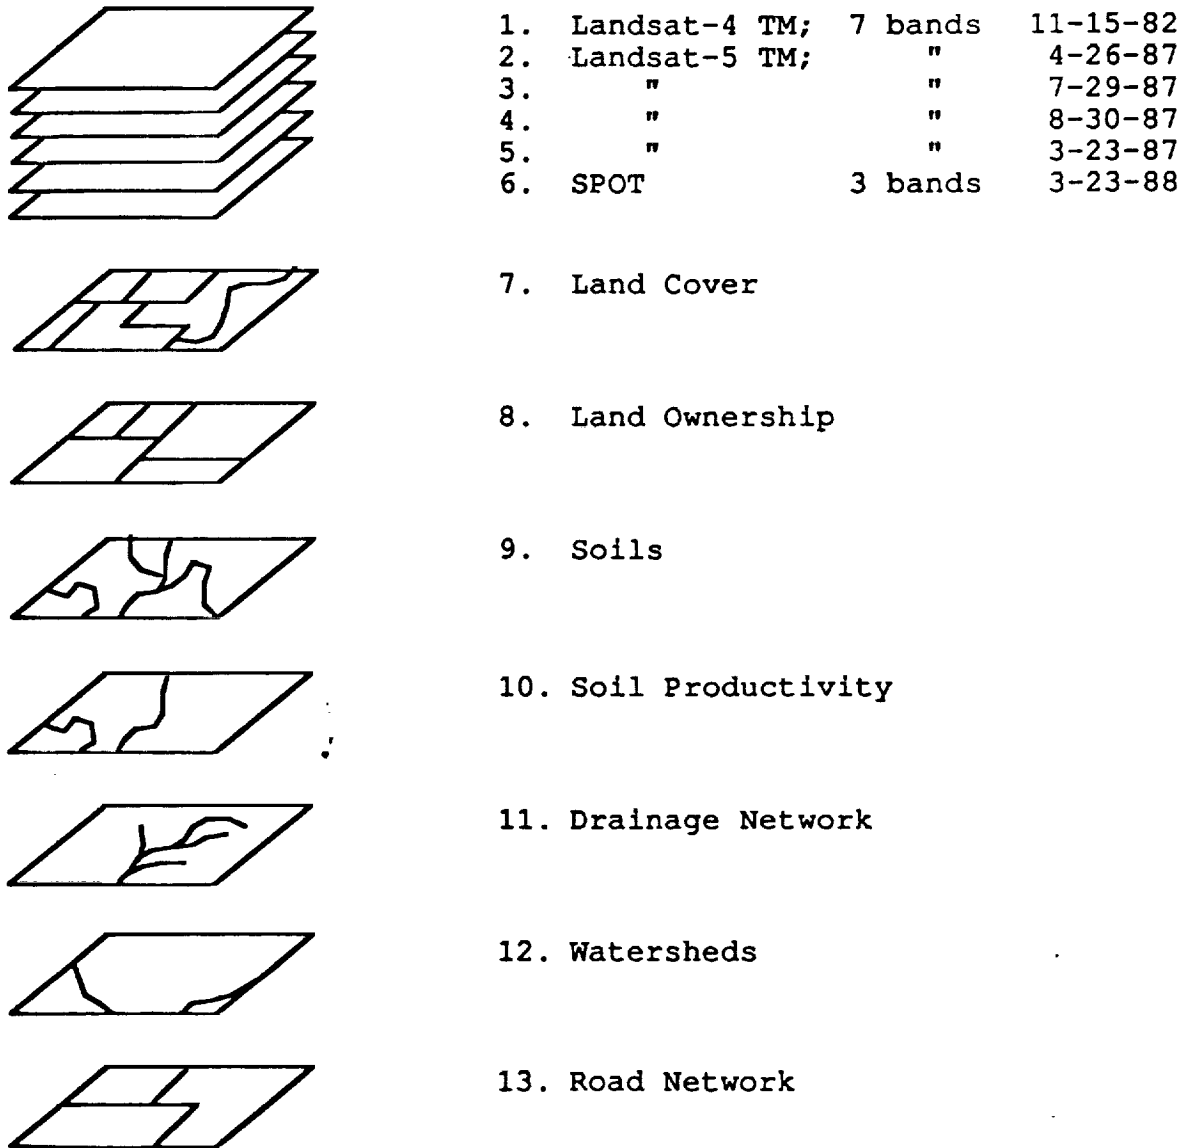 1. Landsat-4 TM; 7 bands 11-15-82
2. Landsat-5 TM; " 4-26-87
3. " " 7-29-87
4. " " 8-30-87
5. " " 3-23-87
6. SPOT 3 bands 3-23-88
7. Land Cover
8. Land Ownership
9. Soils
10. Soil Productivity
11. Drainage Network
12. Watersheds
13. Road Network